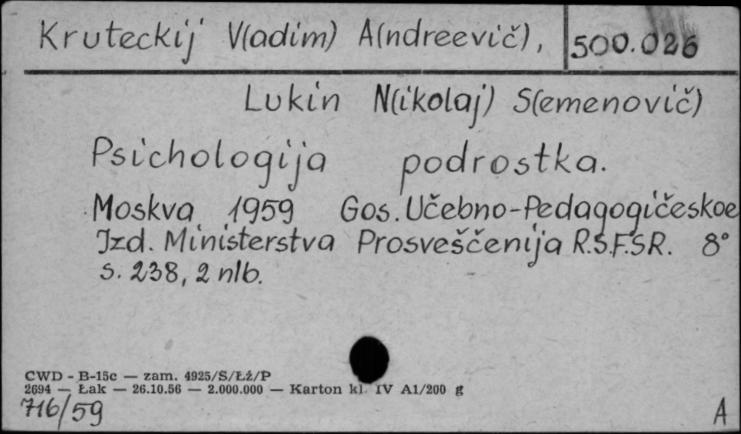 Kruteckij V(adim) A(ndreevič), 500.026
Lukin N(ikolaj) S(emenovič)
Psichologija podrostka.
Moskva 1959 Gos. Učebno-Pedagogičeskoe
Izd. Ministerstva Prosveščenija R.S.F.SR. 8°
s. 238, 2 nlb.
CWD - B-15c — zam. 4925/S/Łź/P
2694 — Łak — 26.10.56 — 2.000.000 — Karton kl. IV A1/200 g
716/59 A